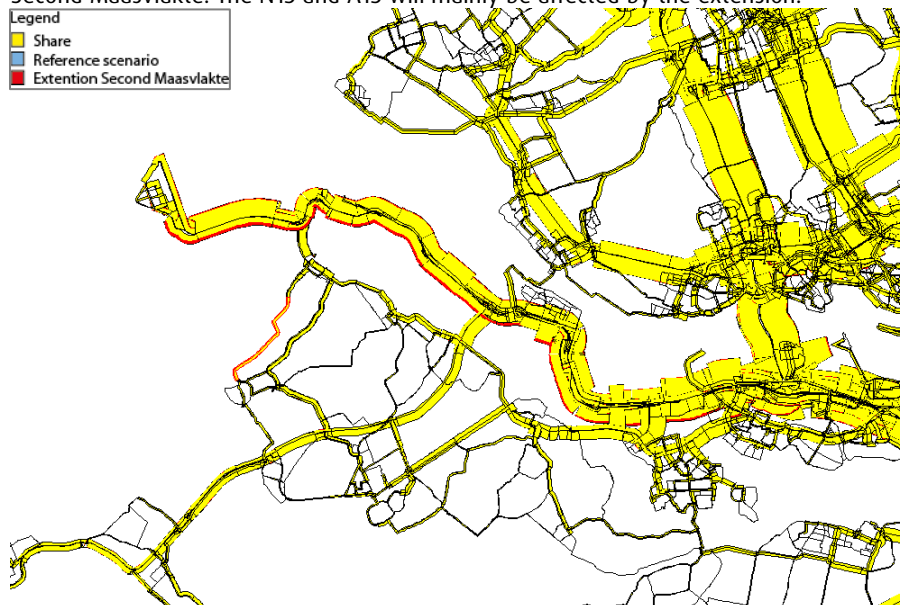 Second Maasvlakte. The N15 and A15 will mainly be affected by the extension.
Legend
Share
Reference scenario
Extention Second Maasvlakte